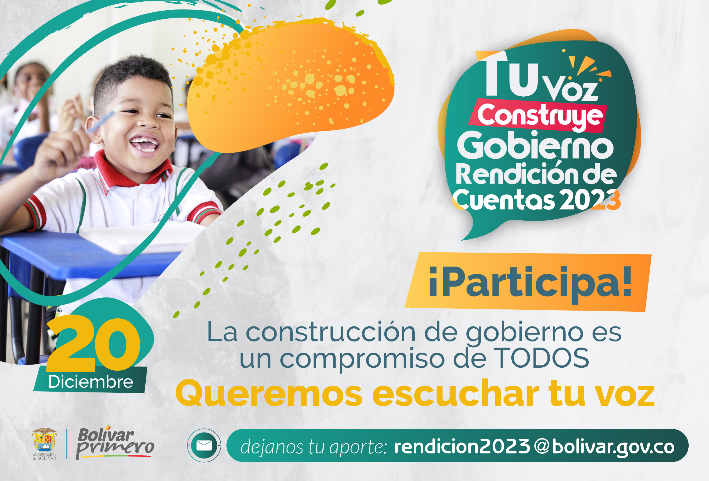 Tu Voz
Construye
Gobierno
Rendición de
Cuentas 2023
¡Participa!
20
Diciembre
La construcción de gobierno es
un compromiso de TODOS
Queremos escuchar tu voz
Bolívar
primero
dejanos tu aporte: rendicion2023@bolivar.gov.co